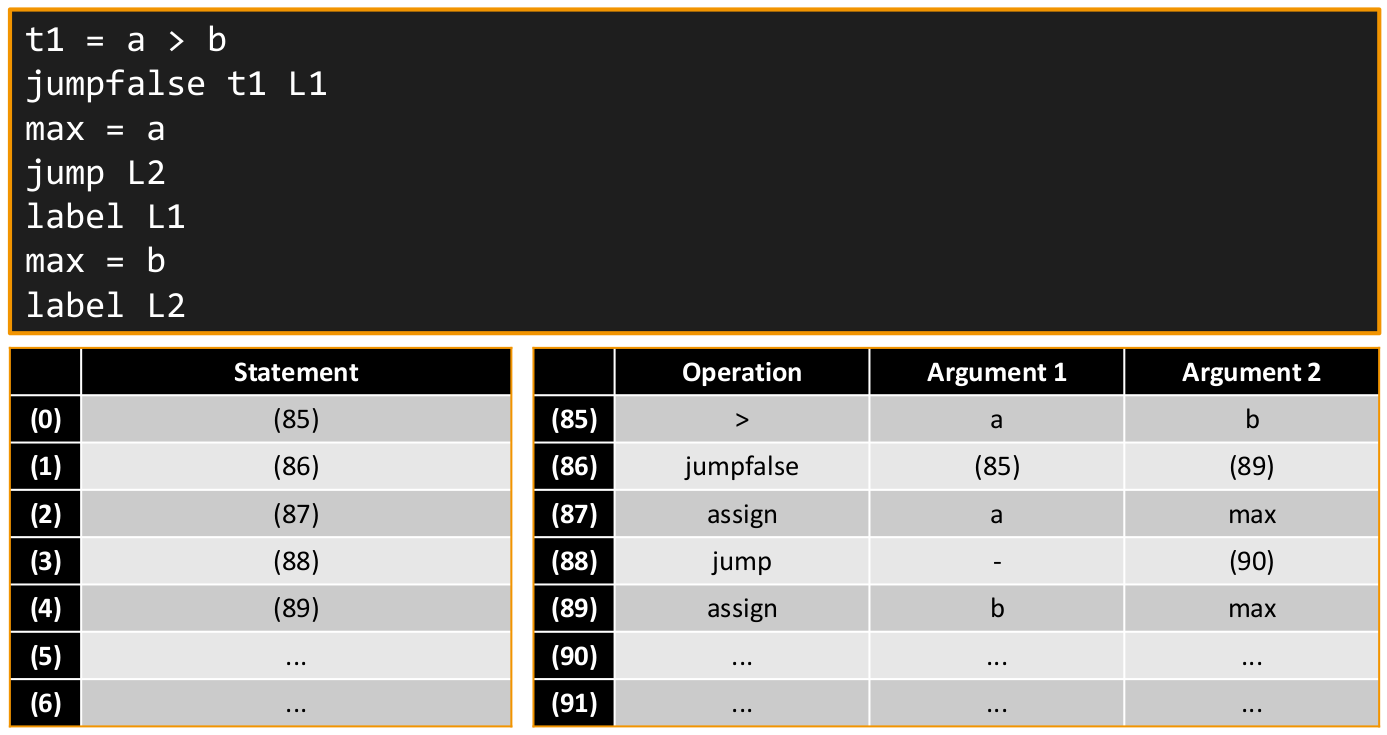 t1 = a > b
jumpfalse t1 L1
max = a
jump L2
label L1
max = b
label L2
Statement
(0) (85)
(1) (86)
(2) (87)
(3) (88)
(4) (89)
(5) ...
(6) ...
Operation Argument 1 Argument 2
(85) > a b
(86) jumpfalse (85) (89)
(87) assign a max
(88) jump - (90)
(89) assign b max
(90) ... ... ...
(91) ... ... ...